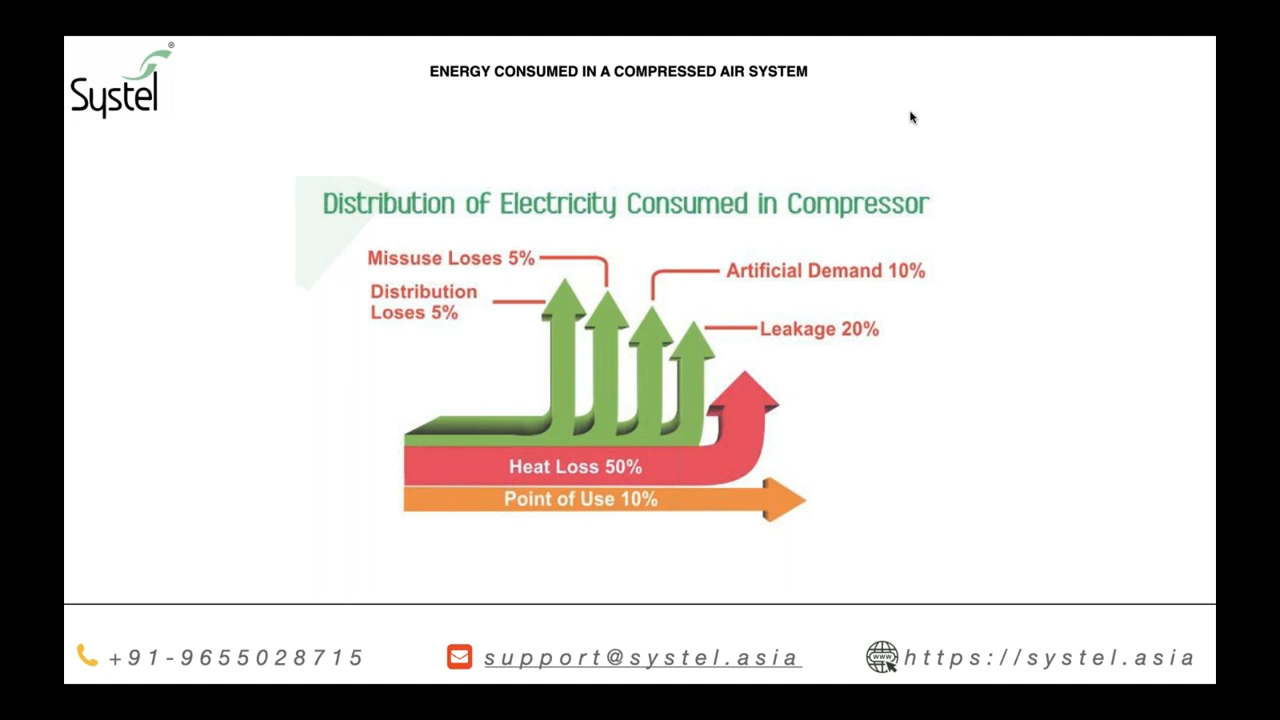 Systel
®
ENERGY CONSUMED IN A COMPRESSED AIR SYSTEM
Distribution of Electricity Consumed in Compressor
Missuse Loses 5%
Artificial Demand 10%
Distribution
Loses 5%
Leakage 20%
Heat Loss 50%
Point of Use 10%
+91-9655028715
support@systel.asia
www
https://systel.asia